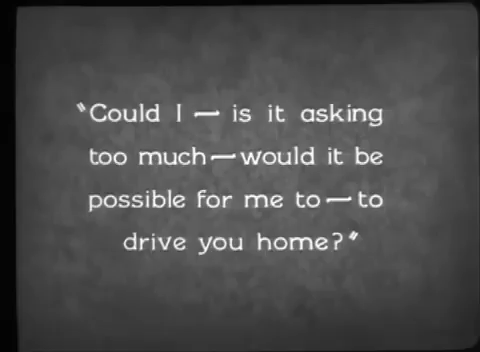 "Could I — is it asking
too much — would it be
possible for me to — to
drive you home?"